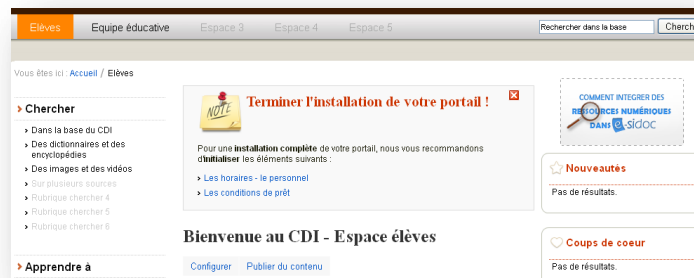 Elèves Equipe éducative Espace 3 Espace 4 Espace 5 Rechercher dans la base Cherch
Vous êtes ici : Accueil / Elèves
Chercher
Dans la base du CDI
Des dictionnaires et des
encyclopédies
Des images et des vidéos
Sur plusieurs sources
Rubrique chercher 4
Rubrique chercher 5
Rubrique chercher 6
Apprendre à
NOTE
Terminer l'installation de votre portail !
Pour une installation complète de votre portail, nous vous recommandons
d'initialiser les éléments suivants :
Les horaires - le personnel
Les conditions de prêt
Bienvenue au CDI - Espace élèves
Configurer Publier du contenu
COMMENT INTEGRER DES
RESSOURCES NUMÉRIQUES
DANS e-sidoc
Nouveautés
Pas de résultats.
Coups de coeur
Pas de résultats.